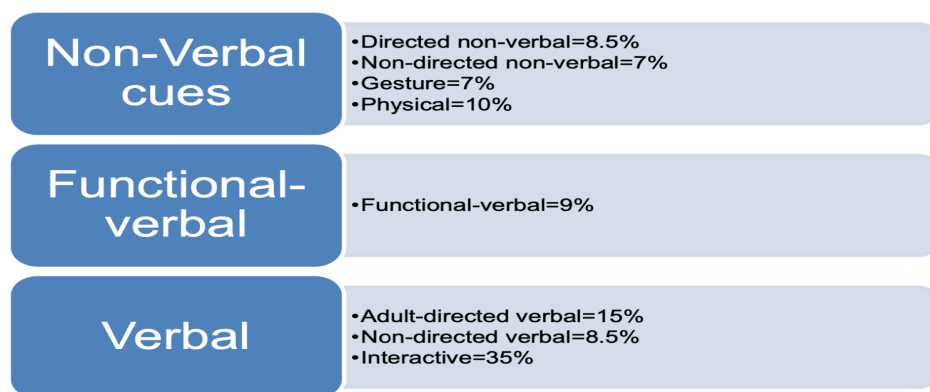 Non-Verbal
cues
•Directed non-verbal=8.5%
•Non-directed non-verbal=7%
•Gesture=7%
•Physical=10%
Functional-
verbal
•Functional-verbal=9%
Verbal
•Adult-directed verbal=15%
•Non-directed verbal=8.5%
•Interactive=35%